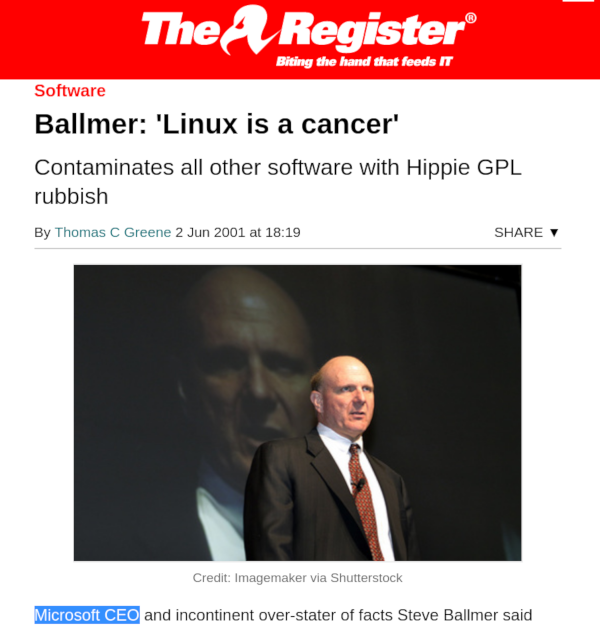 The Register®
Biting the hand that feeds IT
Software
Ballmer: 'Linux is a cancer'
Contaminates all other software with Hippie GPL
rubbish
By Thomas C Greene 2 Jun 2001 at 18:19 SHARE ▼
Credit: Imagemaker via Shutterstock
Microsoft CEO and incontinent over-stater of facts Steve Ballmer said